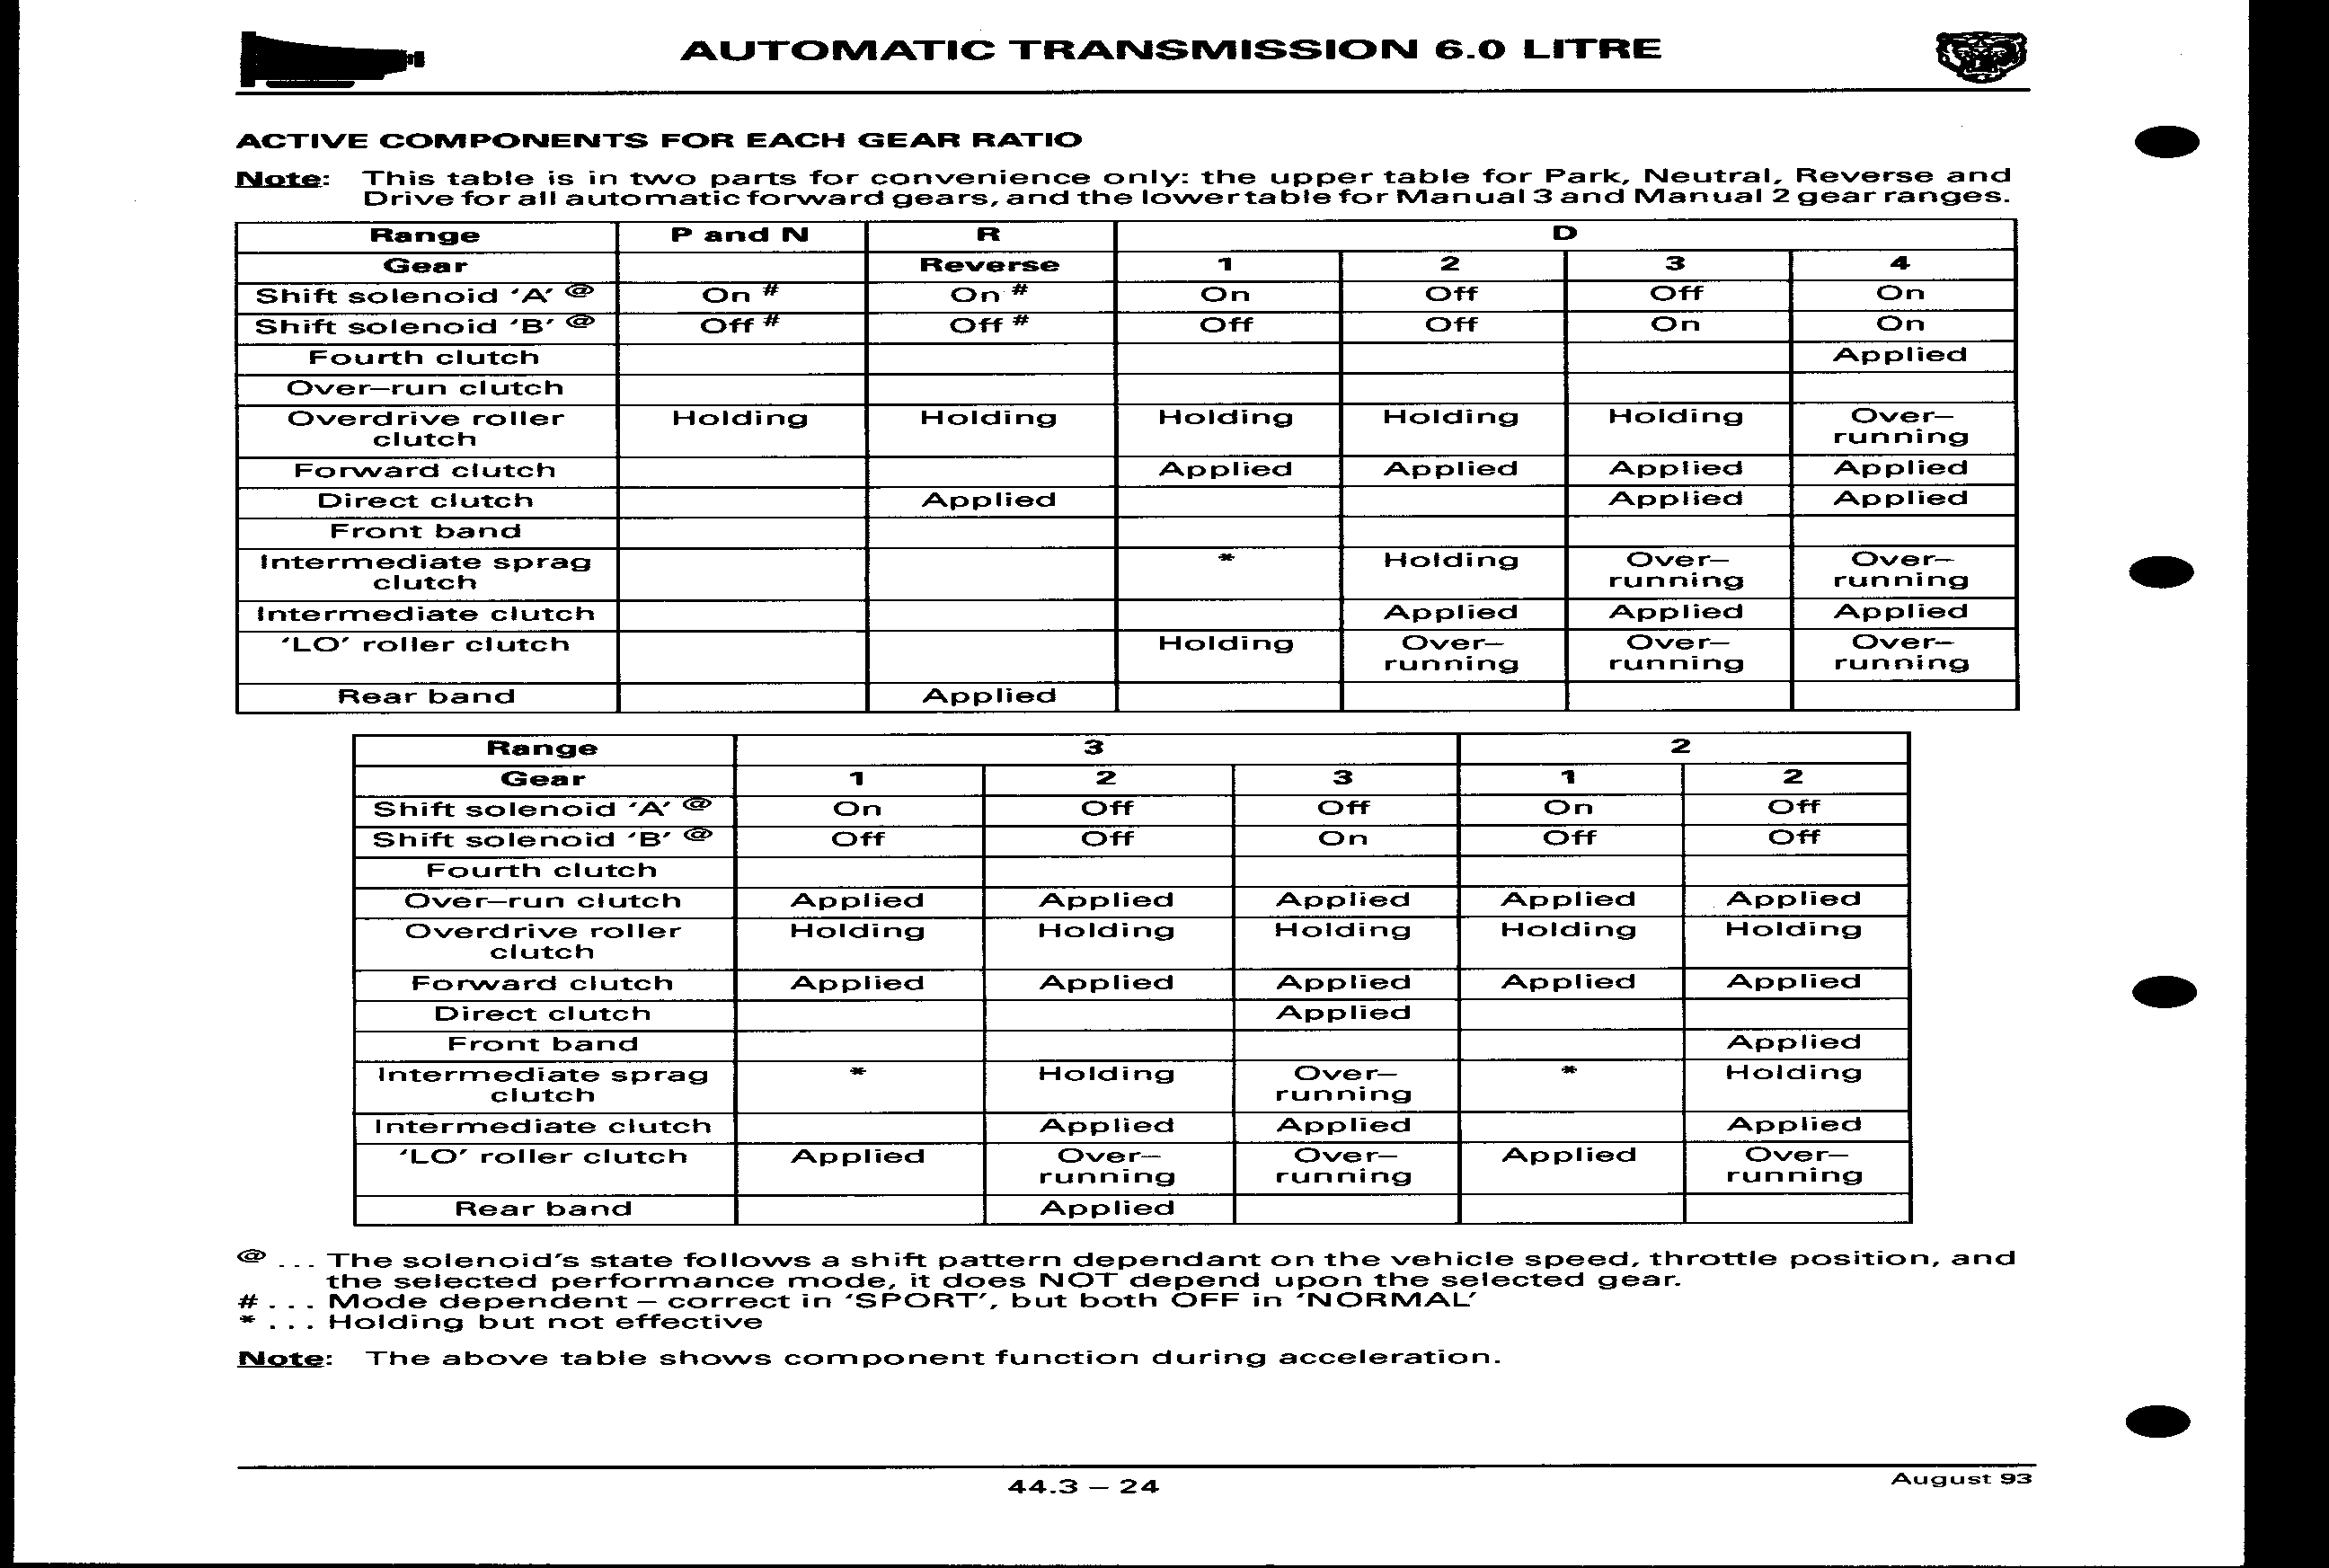 AUTOMATIC TRANSMISSION 6.0 LITRE
ACTIVE COMPONENTS FOR EACH GEAR RATIO
Note: This table is in two parts for convenience only: the upper table for Park, Neutral, Reverse and
Drive for all automatic forward gears, and the lower table for Manual 3 and Manual 2 gear ranges.
Range P and N R D
Gear Reverse 1 2 3 4
Shift solenoid 'A' @ On # On # On Off Off On
Shift solenoid 'B' @ Off # Off # Off Off On On
Fourth clutch Applied
Over–run clutch
Overdrive roller Holding Holding Holding Holding Holding Over–
clutch running
Forward clutch Applied Applied Applied Applied
Direct clutch Applied Applied Applied
Front band
Intermediate sprag * Holding Over– Over–
clutch running running
Intermediate clutch Applied Applied Applied
'LO' roller clutch Holding Over– Over– Over–
running running running
Rear band Applied
Range 3 2
Gear 1 2 3 1 2
Shift solenoid 'A' @ On Off Off On Off
Shift solenoid 'B' @ Off Off On Off Off
Fourth clutch
Over–run clutch Applied Applied Applied Applied Applied
Overdrive roller Holding Holding Holding Holding Holding
clutch
Forward clutch Applied Applied Applied Applied Applied
Direct clutch Applied
Front band Applied
Intermediate sprag * Holding Over– * Holding
clutch running
Intermediate clutch Applied Applied Applied
'LO' roller clutch Applied Over– Over– Applied Over–
running running running
Rear band Applied
@ ... The solenoid's state follows a shift pattern dependant on the vehicle speed, throttle position, and
the selected performance mode, it does NOT depend upon the selected gear.
# ... Mode dependent – correct in 'SPORT', but both OFF in 'NORMAL'
* ... Holding but not effective
Note: The above table shows component function during acceleration.
44.3 – 24
August 93